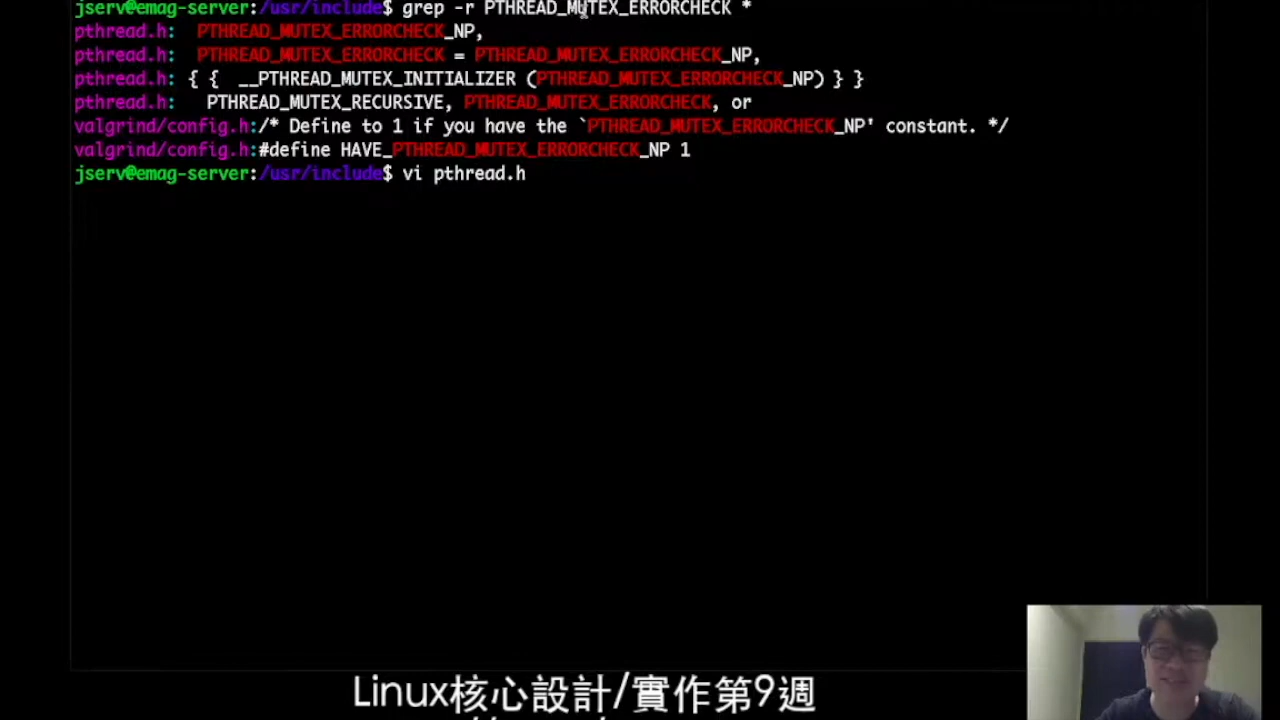 jserv@emag-server:/usr/include$ grep -r PTHREAD_MUTEX_ERRORCHECK *
pthread.h:  PTHREAD_MUTEX_ERRORCHECK_NP,
pthread.h:  PTHREAD_MUTEX_ERRORCHECK = PTHREAD_MUTEX_ERRORCHECK_NP,
pthread.h: { {  __PTHREAD_MUTEX_INITIALIZER (PTHREAD_MUTEX_ERRORCHECK_NP) } }
pthread.h:   PTHREAD_MUTEX_RECURSIVE, PTHREAD_MUTEX_ERRORCHECK, or
valgrind/config.h:/* Define to 1 if you have the `PTHREAD_MUTEX_ERRORCHECK_NP' constant. */
valgrind/config.h:#define HAVE_PTHREAD_MUTEX_ERRORCHECK_NP 1
jserv@emag-server:/usr/include$ vi pthread.h
Linux核心設計/實作第9週